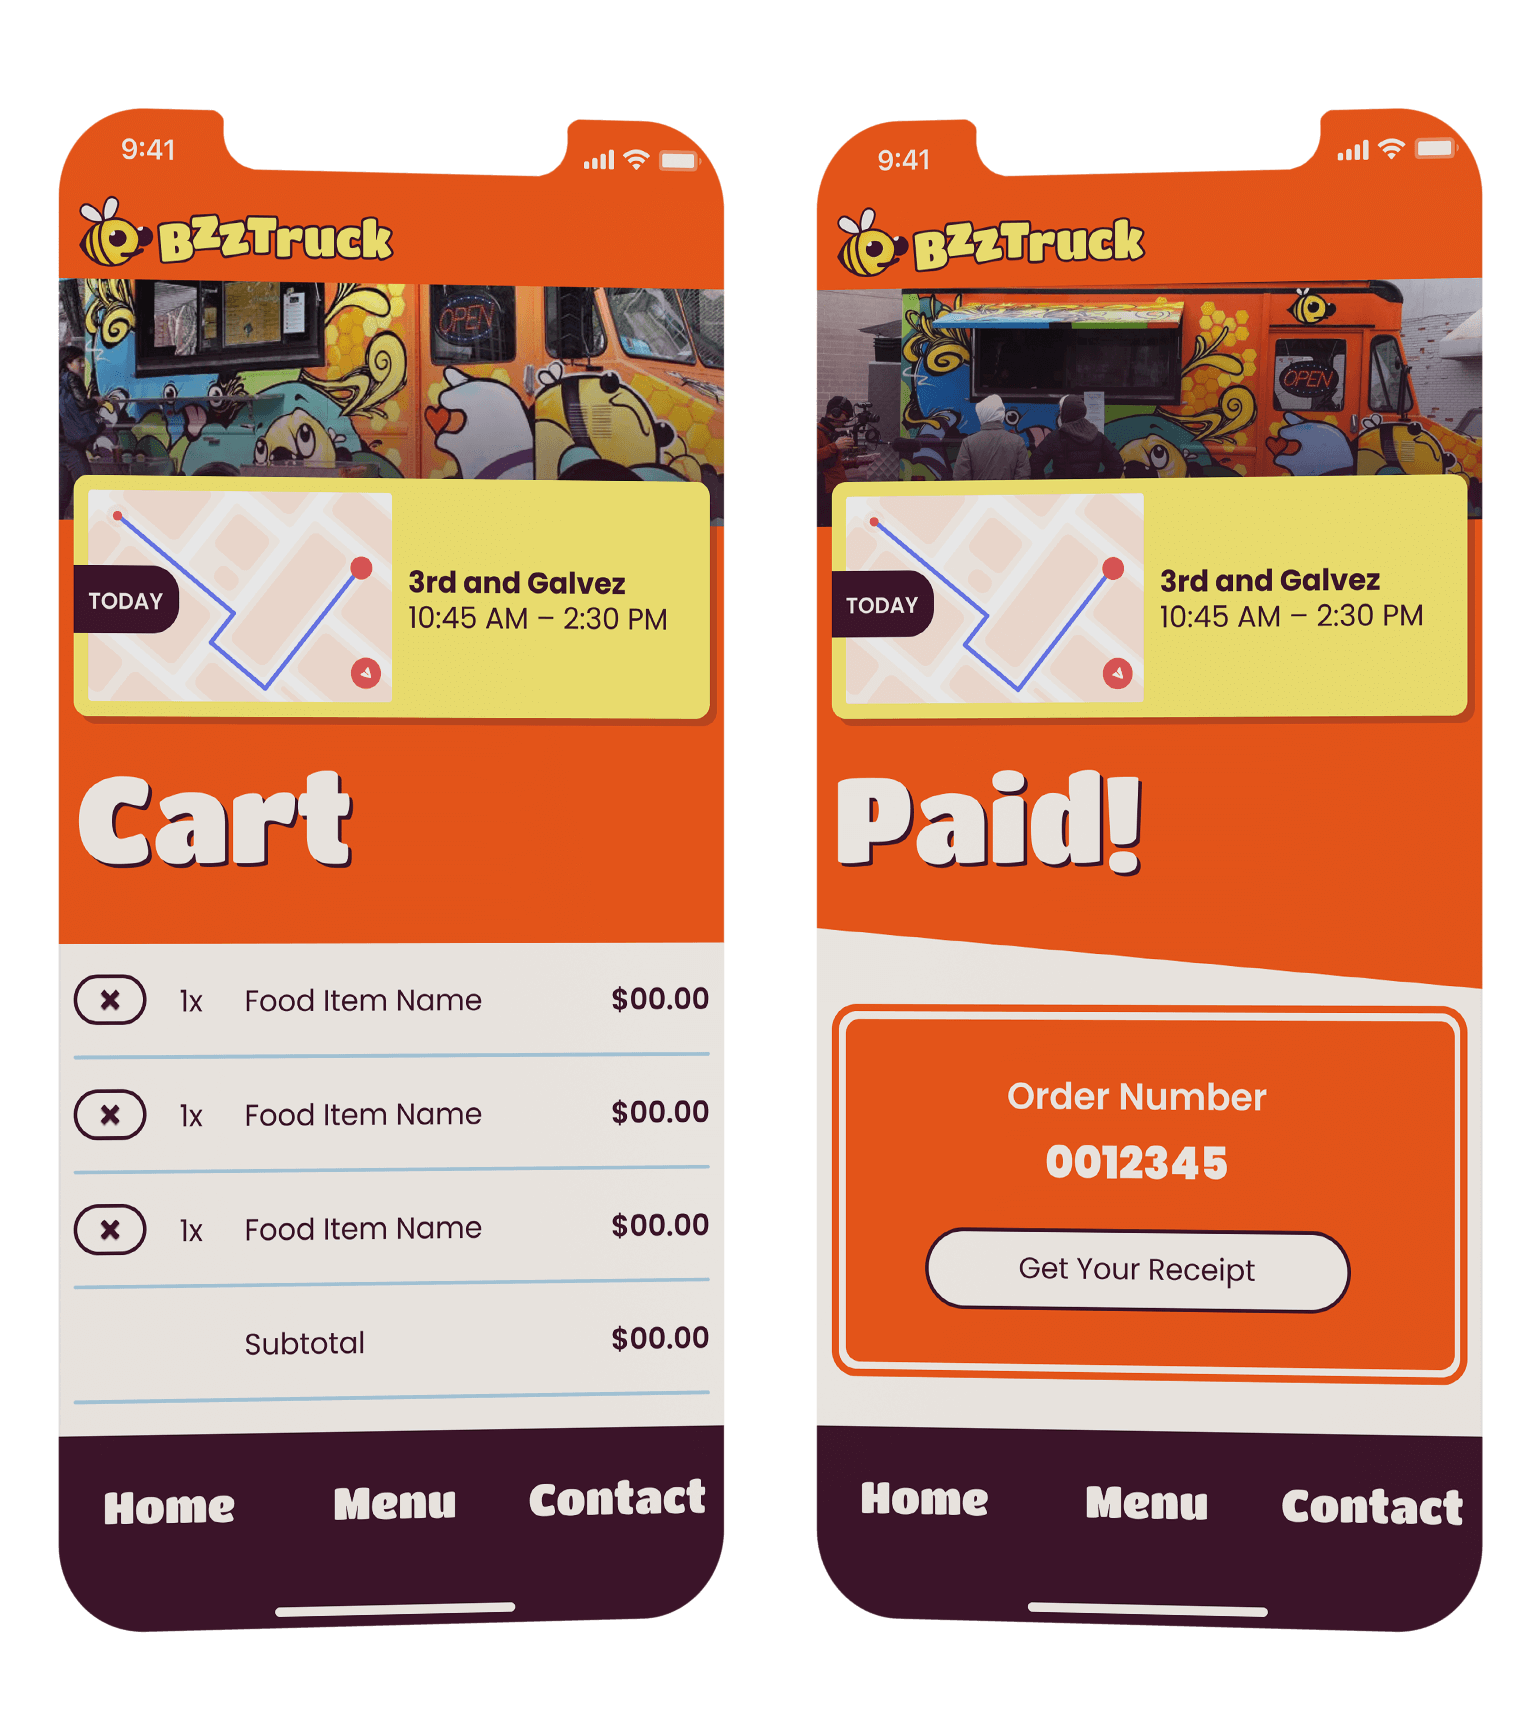 9:41
BzzTruck
OPEN
TODAY
3rd and Galvez
10:45 AM – 2:30 PM
Cart
1x Food Item Name $00.00
1x Food Item Name $00.00
1x Food Item Name $00.00
Subtotal $00.00
Home Menu Contact
9:41
BzzTruck
OPEN
TODAY
3rd and Galvez
10:45 AM – 2:30 PM
Paid!
Order Number
0012345
Get Your Receipt
Home Menu Contact